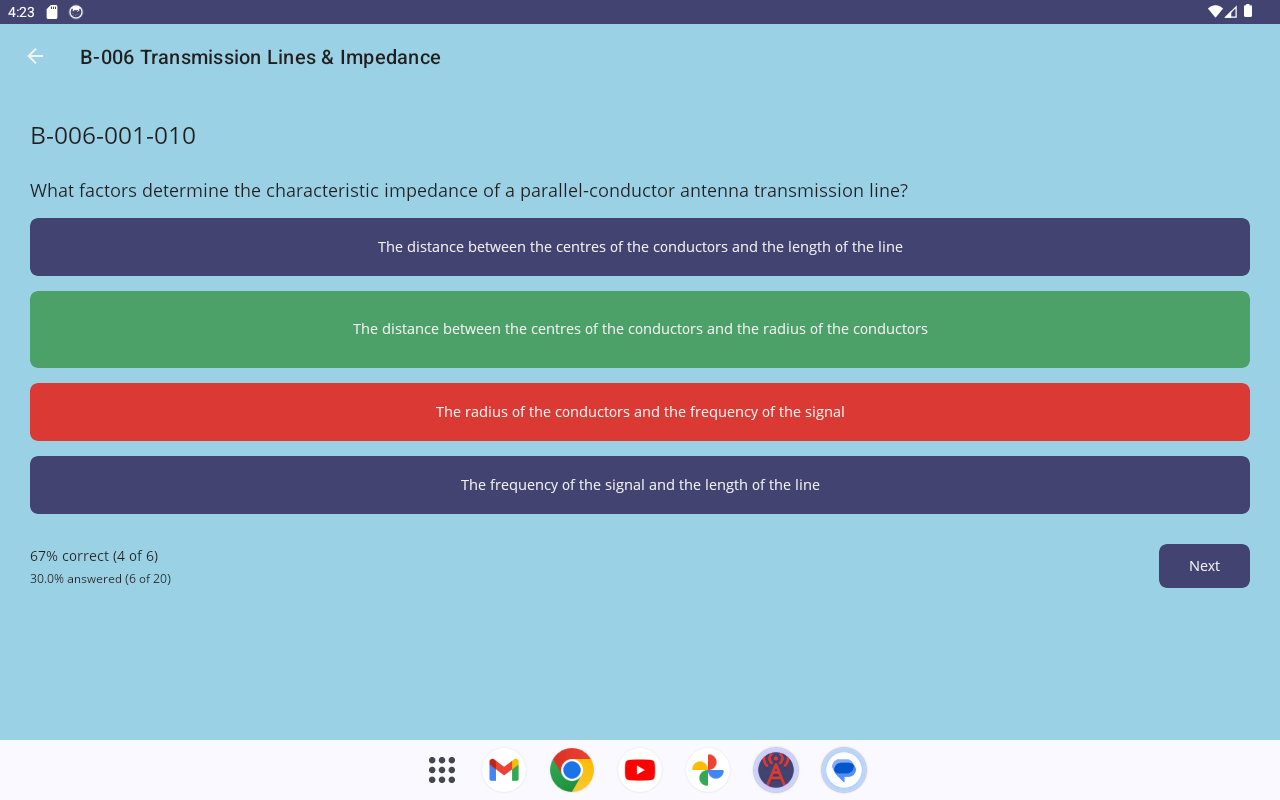 4:23
B-006 Transmission Lines & Impedance
B-006-001-010
What factors determine the characteristic impedance of a parallel-conductor antenna transmission line?
The distance between the centres of the conductors and the length of the line
The distance between the centres of the conductors and the radius of the conductors
The radius of the conductors and the frequency of the signal
The frequency of the signal and the length of the line
67% correct (4 of 6)
30.0% answered (6 of 20)
Next